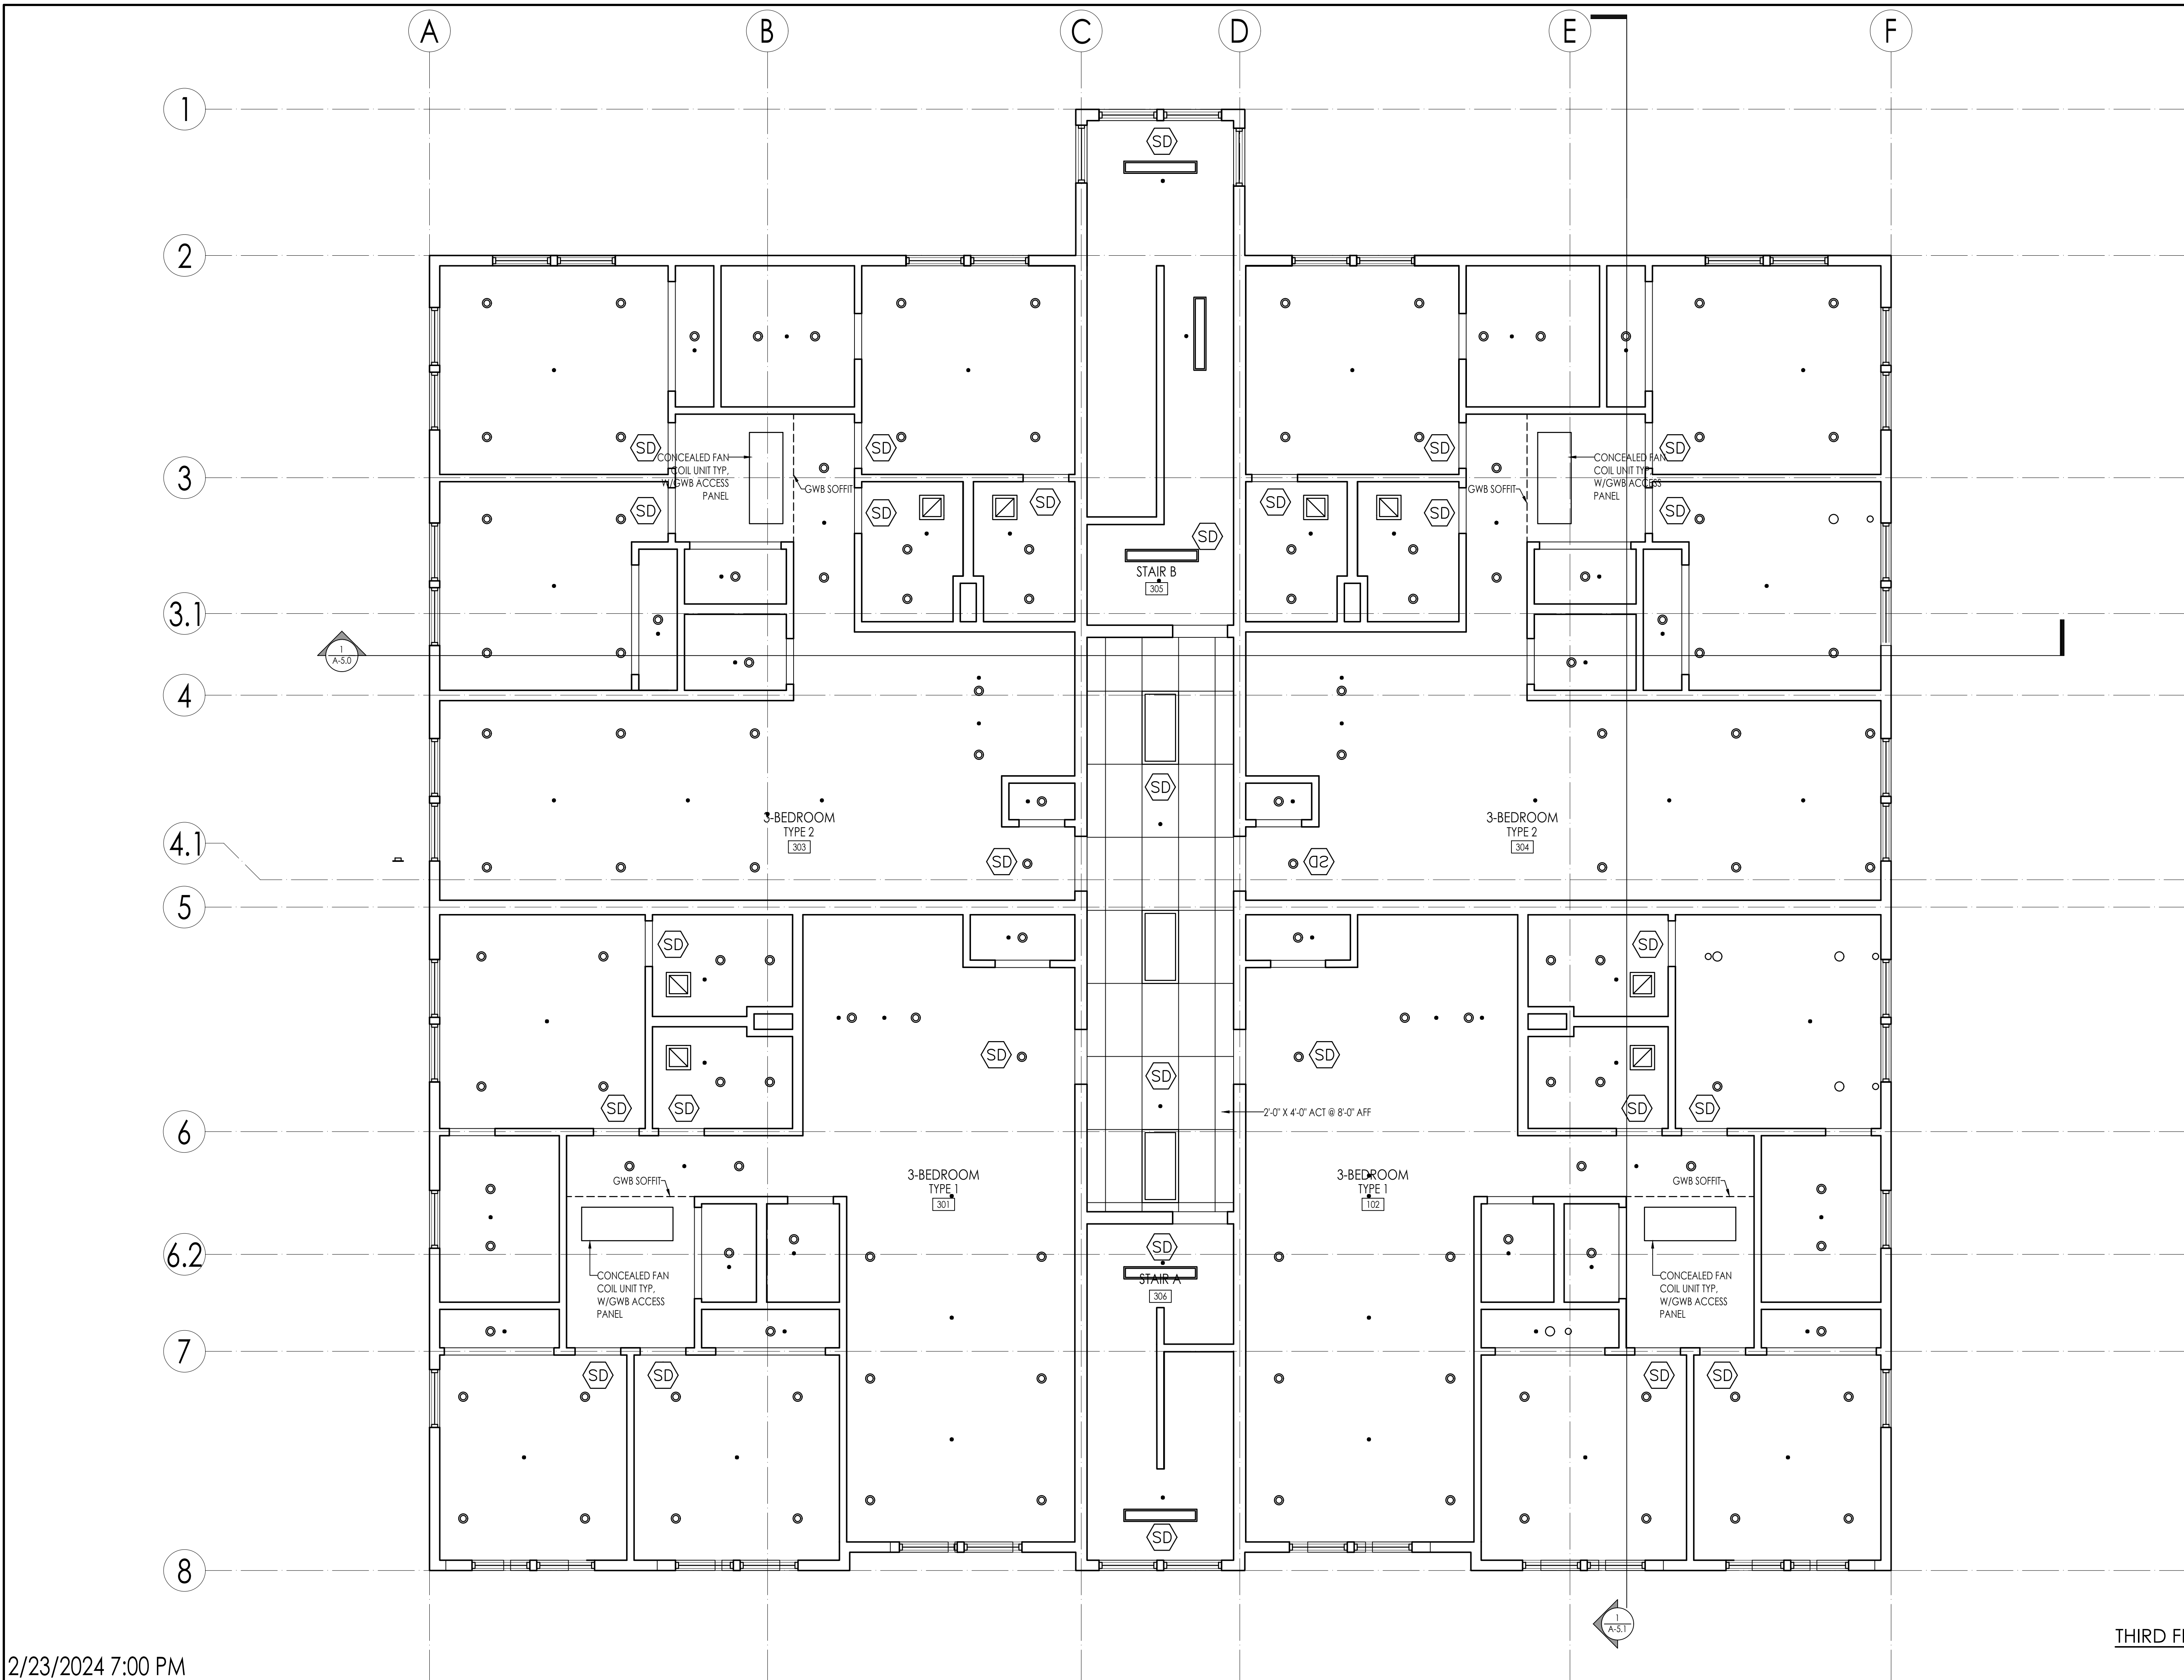 A B C D E F
1
SD
2
SD SD SD SD
CONCEALED FAN
COIL UNIT TYP,
W/GWB ACCESS
PANEL
GWB SOFFIT
CONCEALED FAN
COIL UNIT TYP,
W/GWB ACCESS
PANEL
GWB SOFFIT
3
SD SD SD SD SD SD
SD
STAIR B
305
3.1
1
A-5.0
4
SD
3-BEDROOM
TYPE 2
303
3-BEDROOM
TYPE 2
304
4.1
SD SD
5
SD SD
SD SD SD
2'-0" X 4'-0" ACT @ 8'-0" AFF
SD SD SD SD
6
GWB SOFFIT
3-BEDROOM
TYPE 1
301
3-BEDROOM
TYPE 1
102
GWB SOFFIT
SD
6.2
CONCEALED FAN
COIL UNIT TYP,
W/GWB ACCESS
PANEL
STAIR A
306
CONCEALED FAN
COIL UNIT TYP,
W/GWB ACCESS
PANEL
7
SD SD SD SD
SD
8
1
A-5.1
THIRD
2/23/2024 7:00 PM